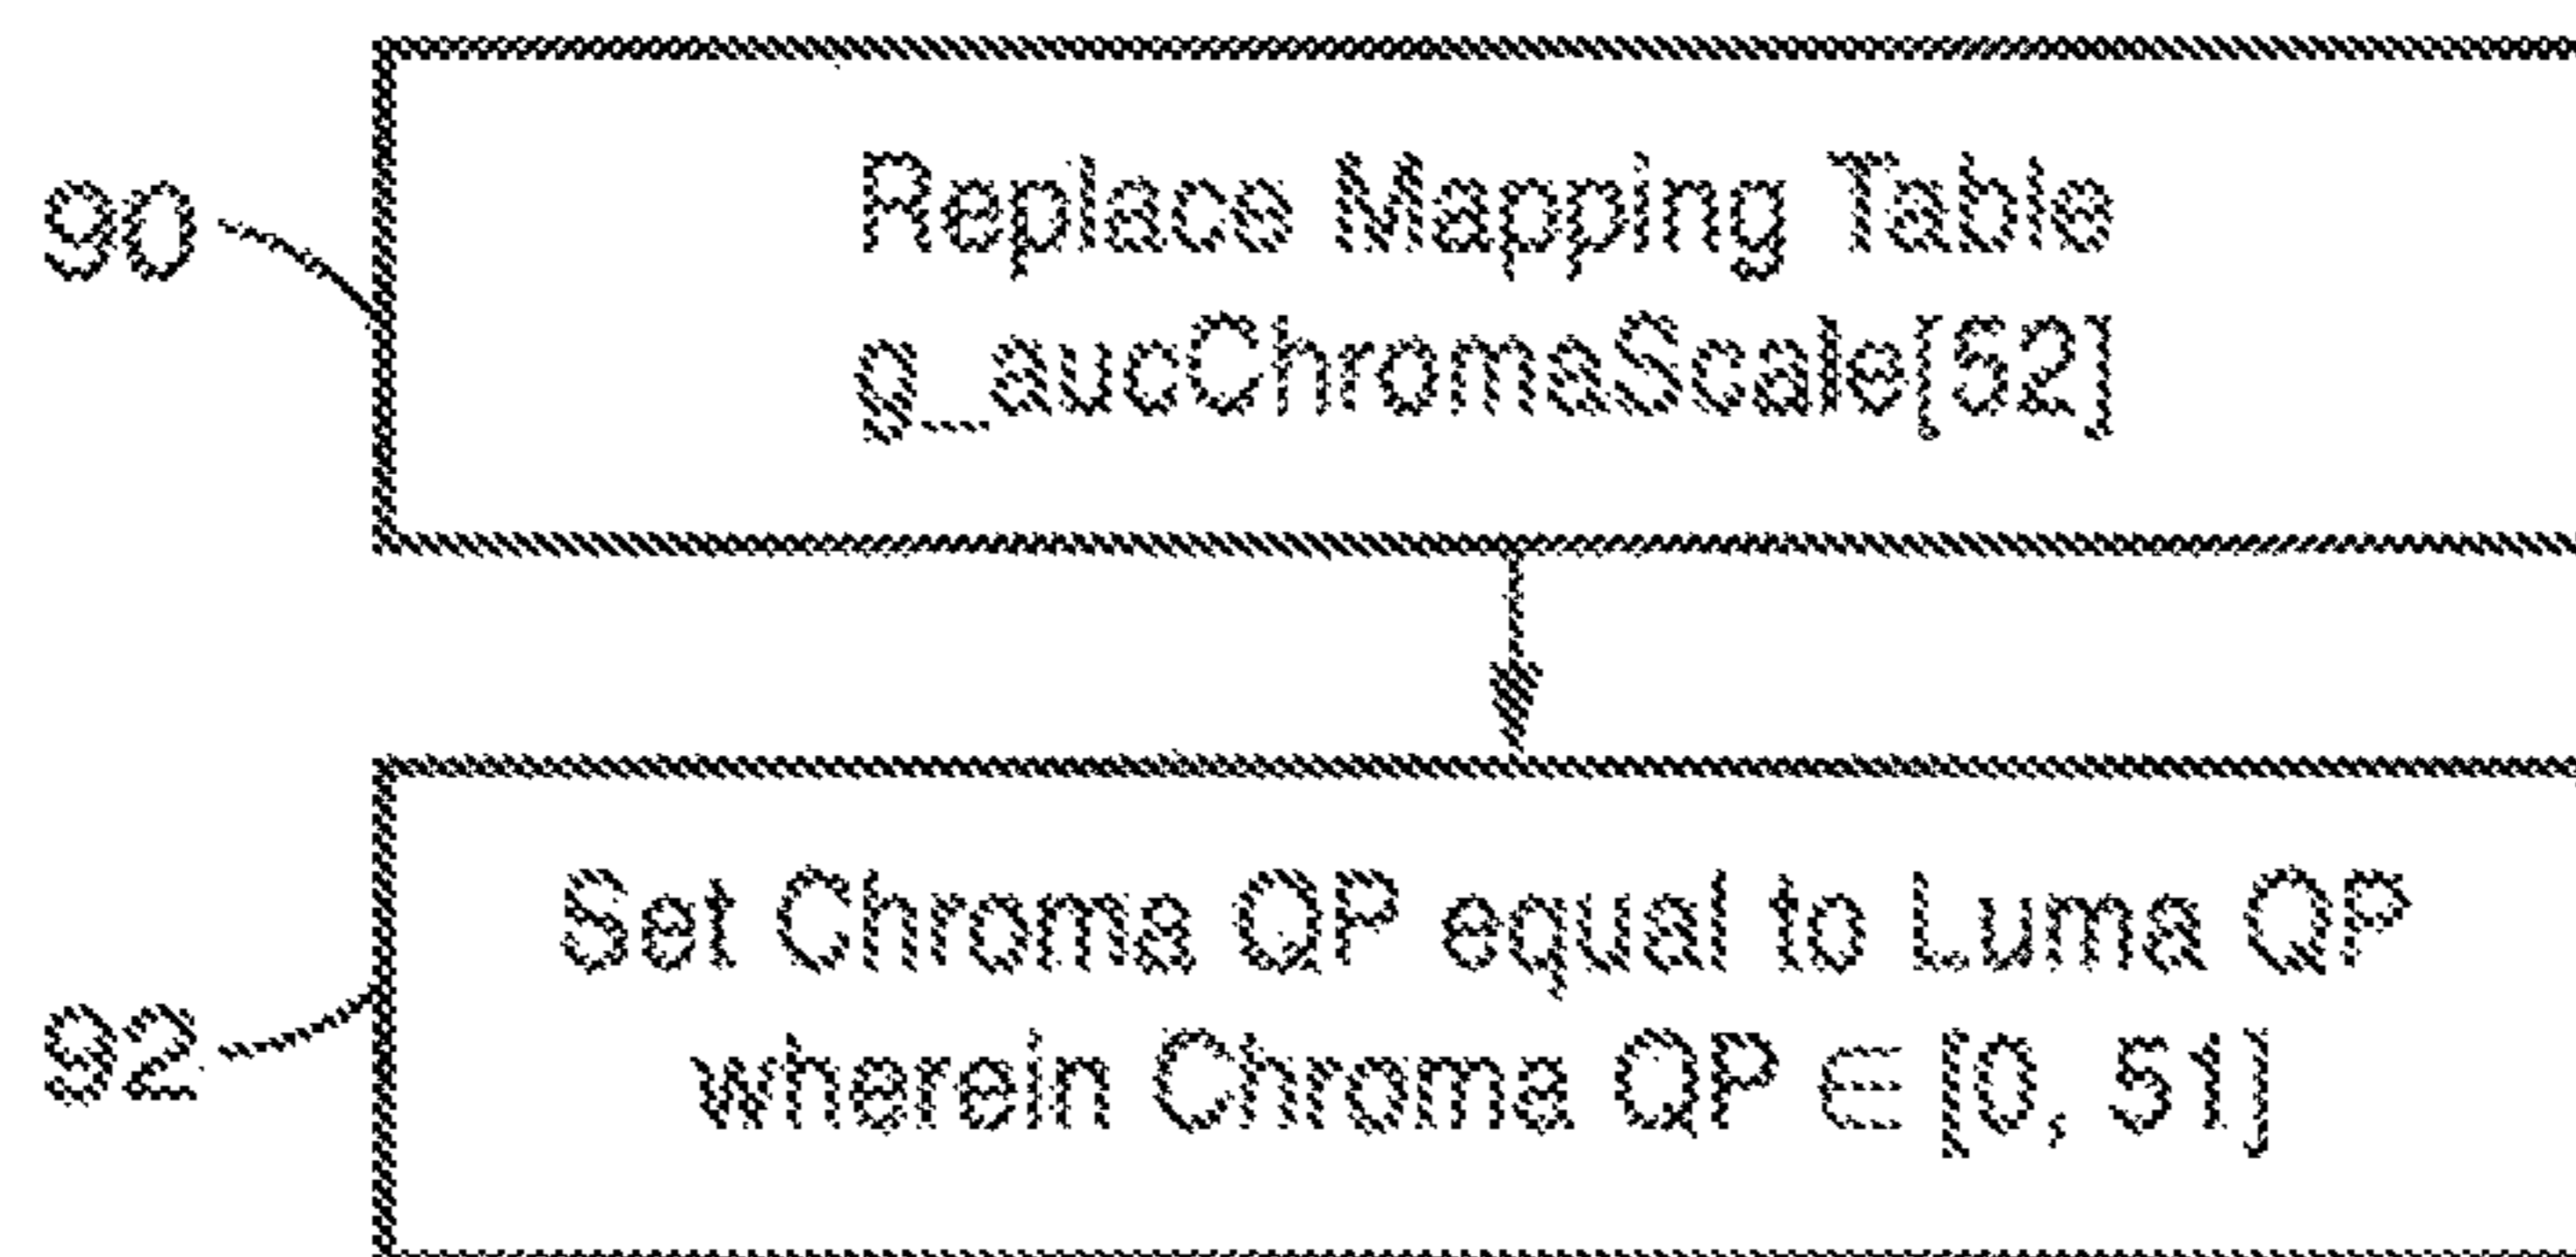 90
Replace Mapping Table
g_aucChromaScale[52]
92
Set Chroma QP equal to Luma QP
wherein Chroma QP ∈ [0, 51]